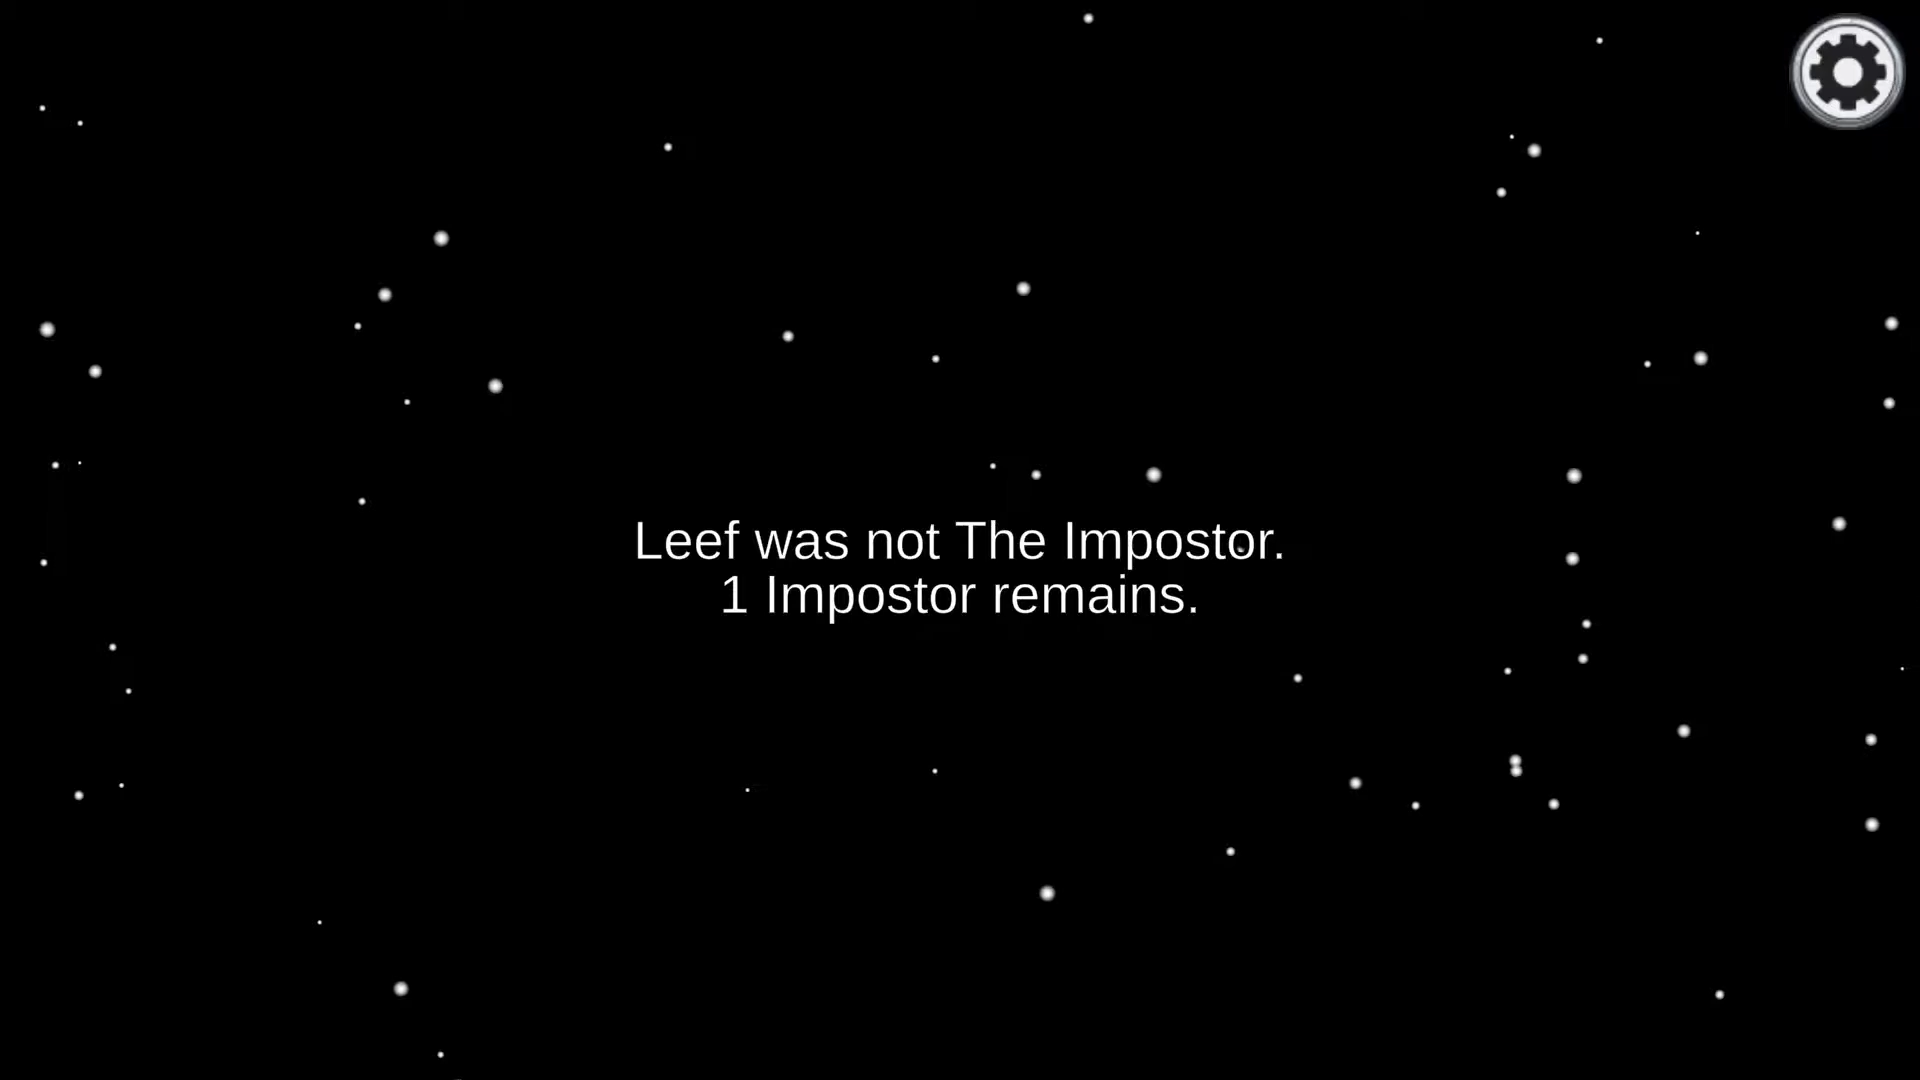 Leef was not The Impostor.
1 Impostor remains.